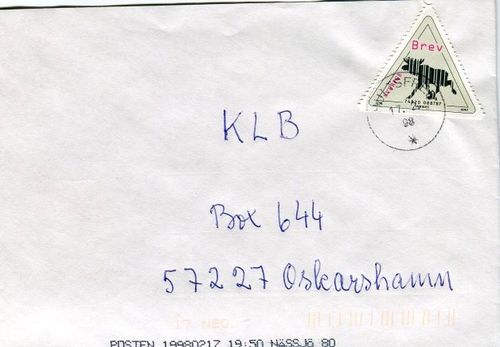 Brev
SVERIGE
KLB
Box 644
57227 Oskarshamn
POSTEN 19980217 19:50 NÄSSJÖ 80